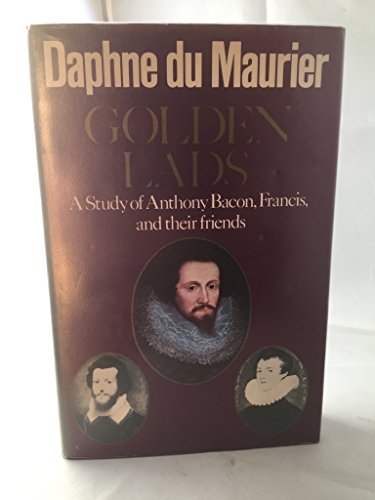 Daphne du Maurier
GOLDEN
LADS
A Study of Anthony Bacon, Francis,
and their friends